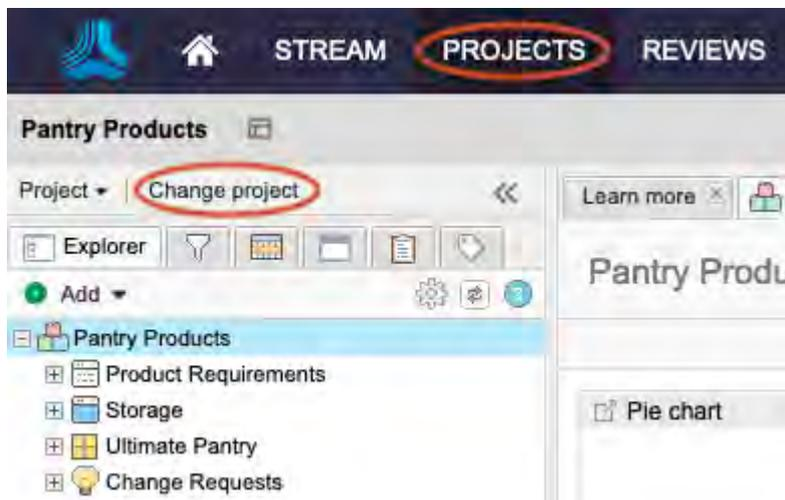 STREAM PROJECTS REVIEWS
Pantry Products
Project Change project
Learn more
Explorer
Pantry Produ
Add
Pantry Products
Product Requirements
Storage
Pie chart
Ultimate Pantry
Change Requests